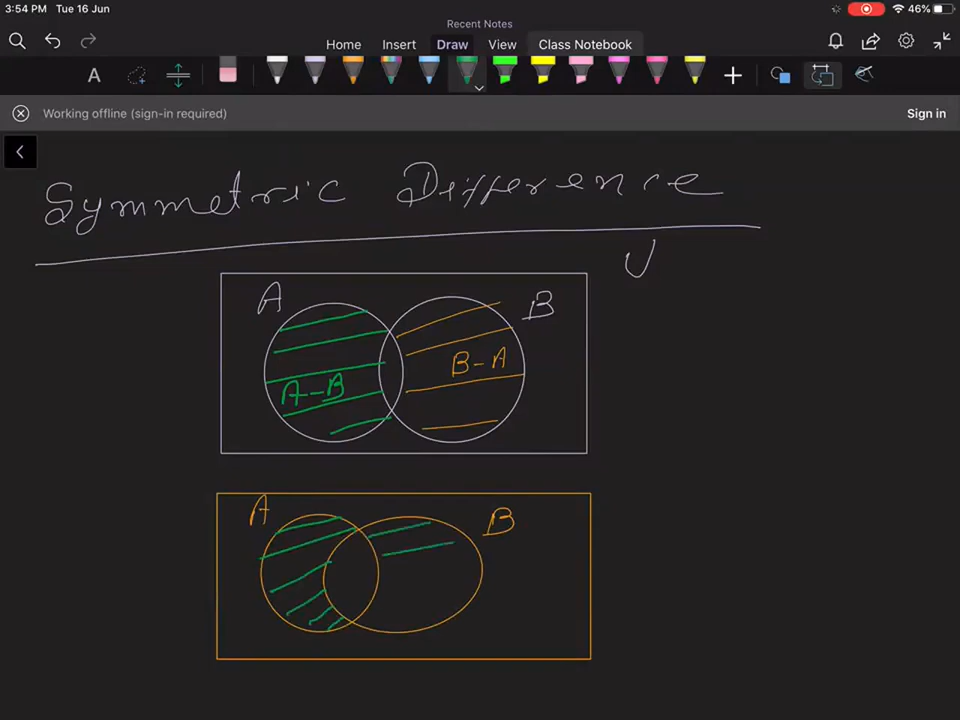 3:54 PM Tue 16 Jun
46%
Recent Notes
Home Insert Draw View Class Notebook
A
Working offline (sign-in required) Sign in
Symmetric Difference
U
A B
A-B B-A
A B